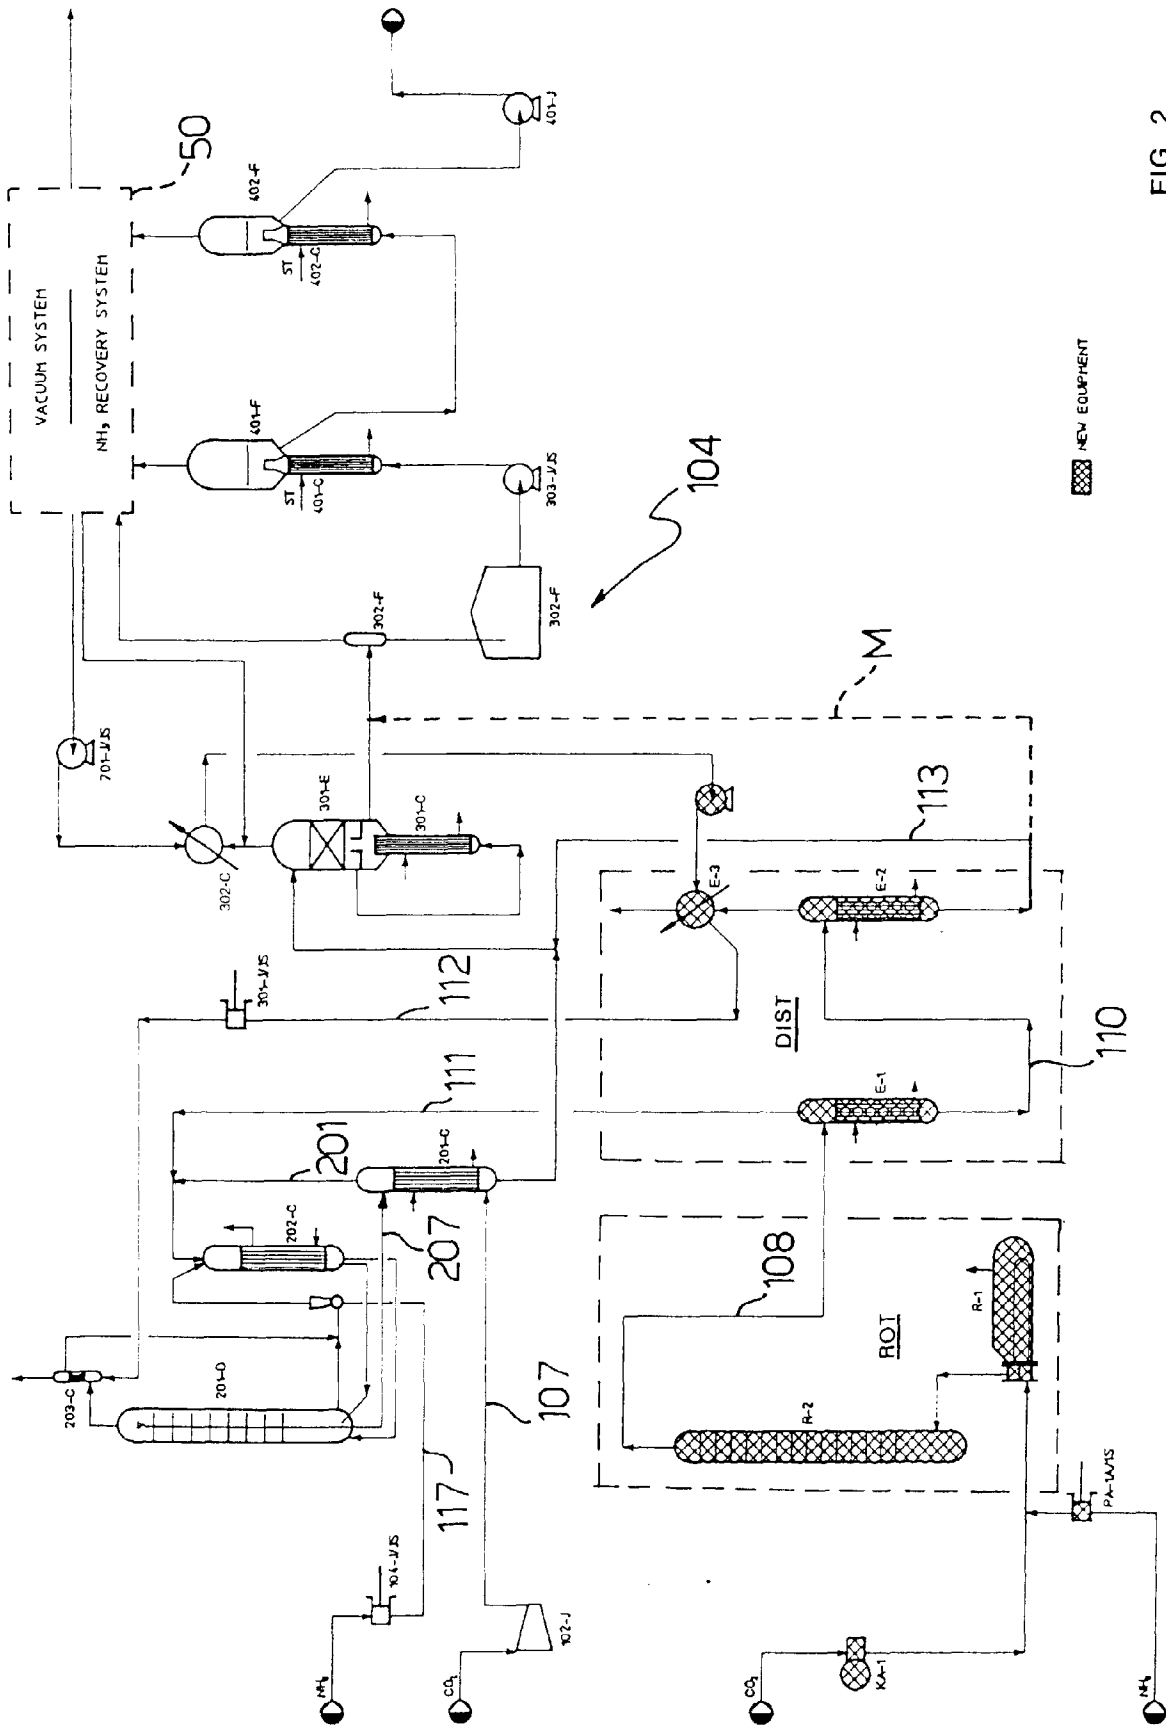 VACUUM SYSTEM
NH₃ RECOVERY SYSTEM
50
402-F
ST
402-C
401-J
401-F
ST
401-C
303-J/JS
104
302-F
302-F
701-J/JS
302-C
301-E
301-C
M
113
301-J/JS
112
E-3
E-2
DIST
111
E-1
110
201
201-C
202-C
207
108
203-C
201-D
R-2
ROT
R-1
107
117
104-J/JS
102-J
NH₃
CO₂
CO₂
KA-1
PA-1A/1S
NH₃
NEW EQUIPMENT
FIG. 2